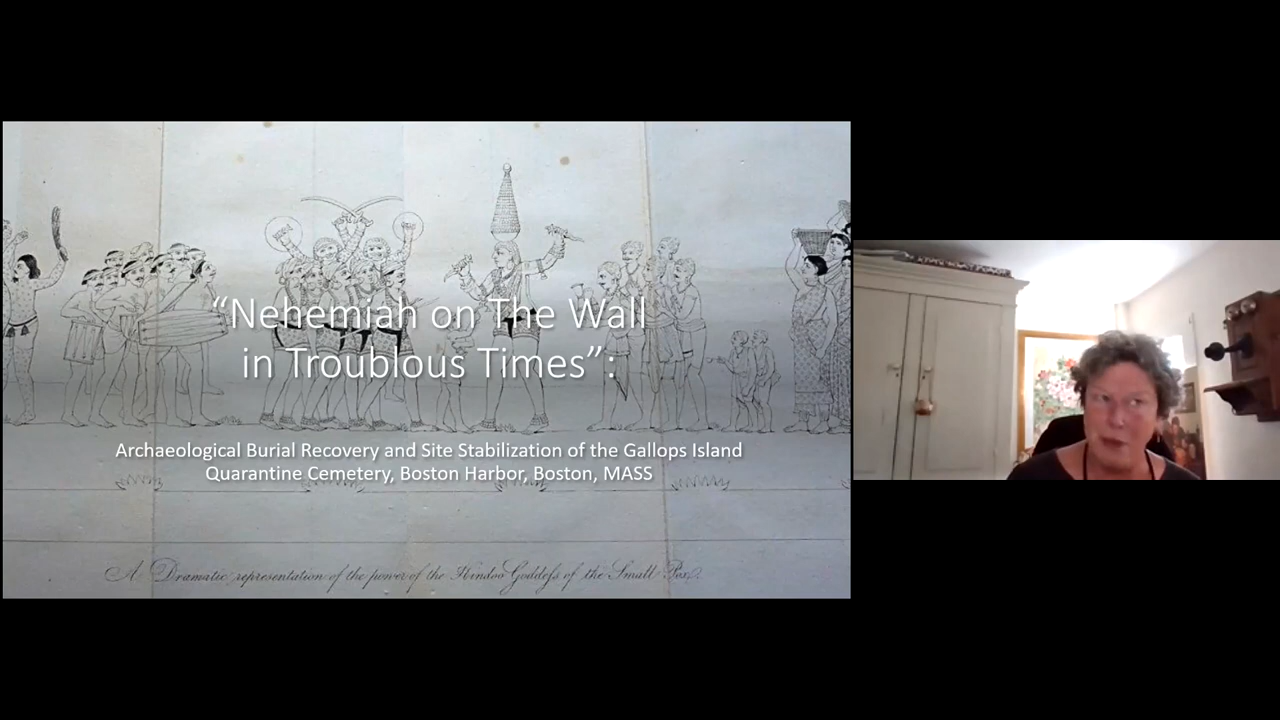 “Nehemiah on The Wall
in Troublous Times”:
Archaeological Burial Recovery and Site Stabilization of the Gallops Island
Quarantine Cemetery, Boston Harbor, Boston, MASS
A Dramatic representation of the power of the Hindoo Goddess of the Small Pox.